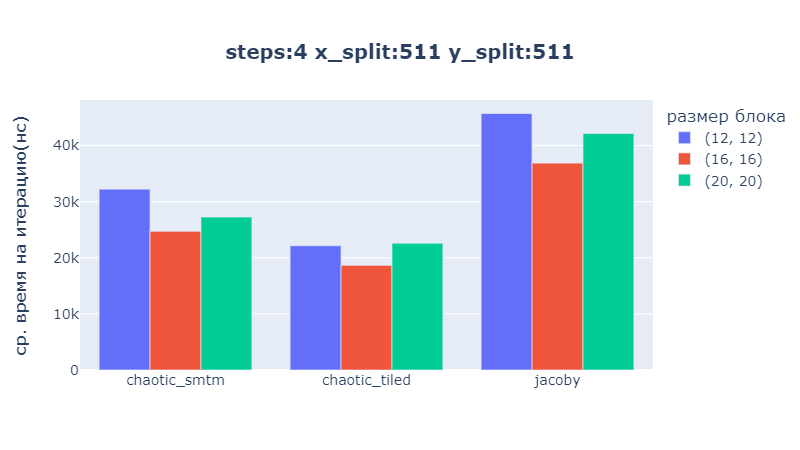 steps:4 x_split:511 y_split:511
ср. время на итерацию(нс)
40k
30k
20k
10k
0
chaotic_smtm
chaotic_tiled
jacoby
размер блока
(12, 12)
(16, 16)
(20, 20)